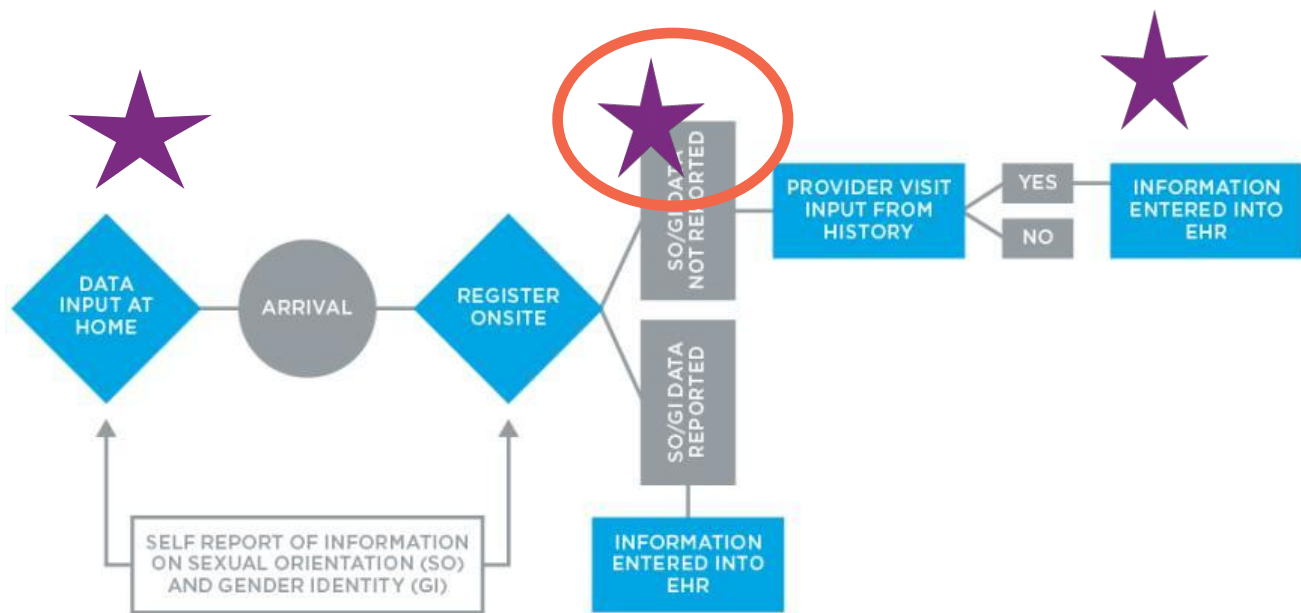 DATA
INPUT AT
HOME
ARRIVAL
REGISTER
ONSITE
SO/GI DATA
NOT REPORTED
SO/GI DATA
REPORTED
PROVIDER VISIT
INPUT FROM
HISTORY
YES
NO
INFORMATION
ENTERED INTO
EHR
SELF REPORT OF INFORMATION
ON SEXUAL ORIENTATION (SO)
AND GENDER IDENTITY (GI)
INFORMATION
ENTERED INTO
EHR